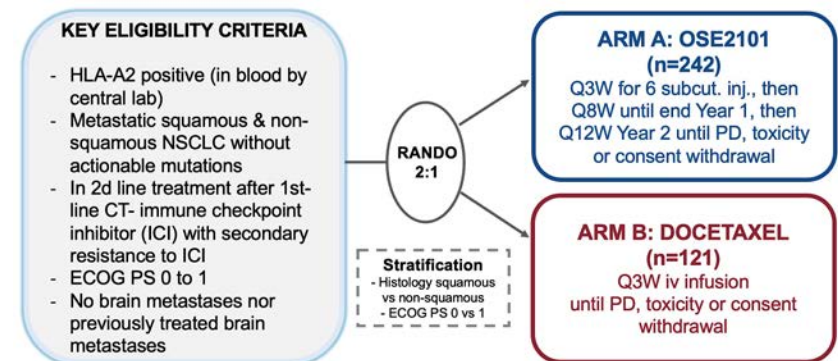 KEY ELIGIBILITY CRITERIA
- HLA-A2 positive (in blood by
central lab)
- Metastatic squamous & non-
squamous NSCLC without
actionable mutations
- In 2d line treatment after 1st-
line CT- immune checkpoint
inhibitor (ICI) with secondary
resistance to ICI
- ECOG PS 0 to 1
- No brain metastases nor
previously treated brain
metastases
RANDO
2:1
Stratification
- Histology squamous
vs non-squamous
- ECOG PS 0 vs 1
ARM A: OSE2101
(n=242)
Q3W for 6 subcut. inj., then
Q8W until end Year 1, then
Q12W Year 2 until PD, toxicity
or consent withdrawal
ARM B: DOCETAXEL
(n=121)
Q3W iv infusion
until PD, toxicity or consent
withdrawal